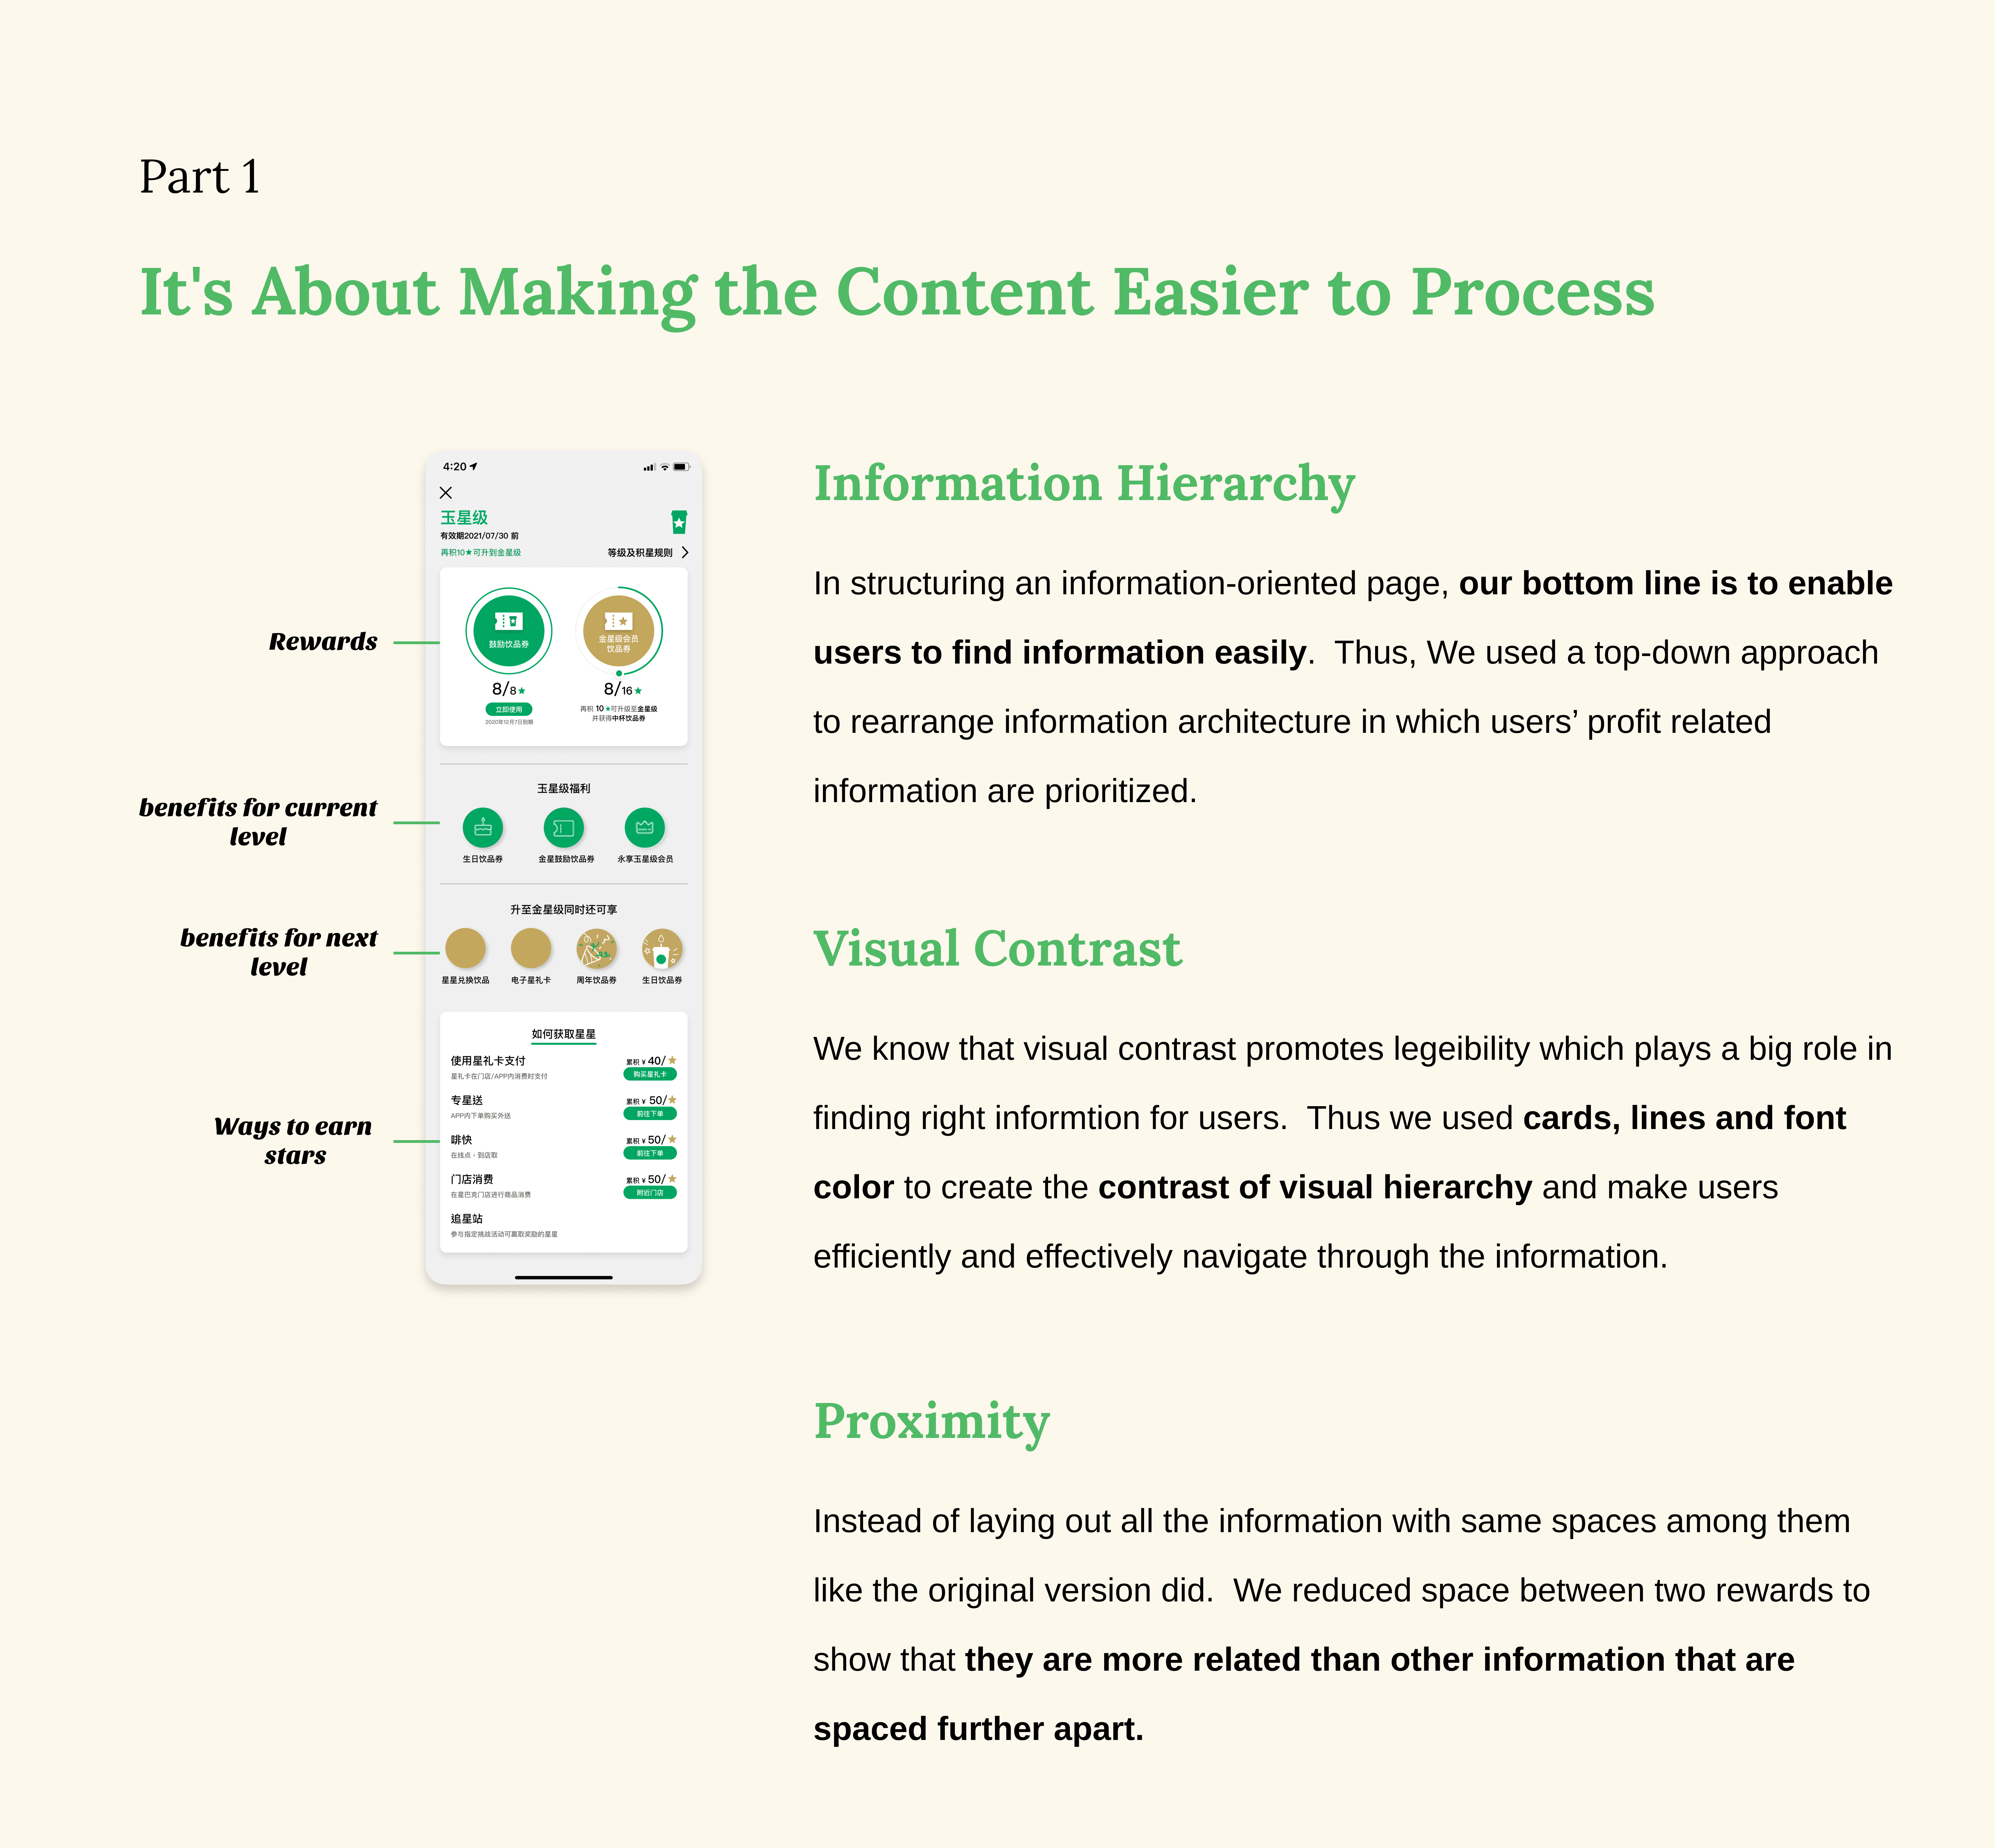 Part 1
It's About Making the Content Easier to Process
4:20
玉星级
有效期2021/07/30 前
再积10★可升到金星级
等级及积星规则
Rewards
鼓励饮品券
金星级会员
饮品券
8/8★
8/16★
立即使用
2020年12月7日到期
再积 10 ★可升级至金星级
并获得中杯饮品券
benefits for current
level
玉星级福利
生日饮品券
金星鼓励饮品券
永享玉星级会员
benefits for next
level
升至金星级同时还可享
星星兑换饮品
电子星礼卡
周年饮品券
生日饮品券
Ways to earn
stars
如何获取星星
使用星礼卡支付
累积 ¥ 40/★
星礼卡在门店/APP内消费时支付
购买星礼卡
专星送
累积 ¥ 50/★
APP内下单购买外送
前往下单
啡快
累积 ¥ 50/★
在线点，到店取
前往下单
门店消费
累积 ¥ 50/★
在星巴克门店进行商品消费
附近门店
追星站
参与指定挑战活动可赢取奖励的星星
Information Hierarchy
In structuring an information-oriented page, our bottom line is to enable
users to find information easily.  Thus, We used a top-down approach
to rearrange information architecture in which users’ profit related
information are prioritized.
Visual Contrast
We know that visual contrast promotes legeibility which plays a big role in
finding right informtion for users.  Thus we used cards, lines and font
color to create the contrast of visual hierarchy and make users
efficiently and effectively navigate through the information.
Proximity
Instead of laying out all the information with same spaces among them
like the original version did.  We reduced space between two rewards to
show that they are more related than other information that are
spaced further apart.